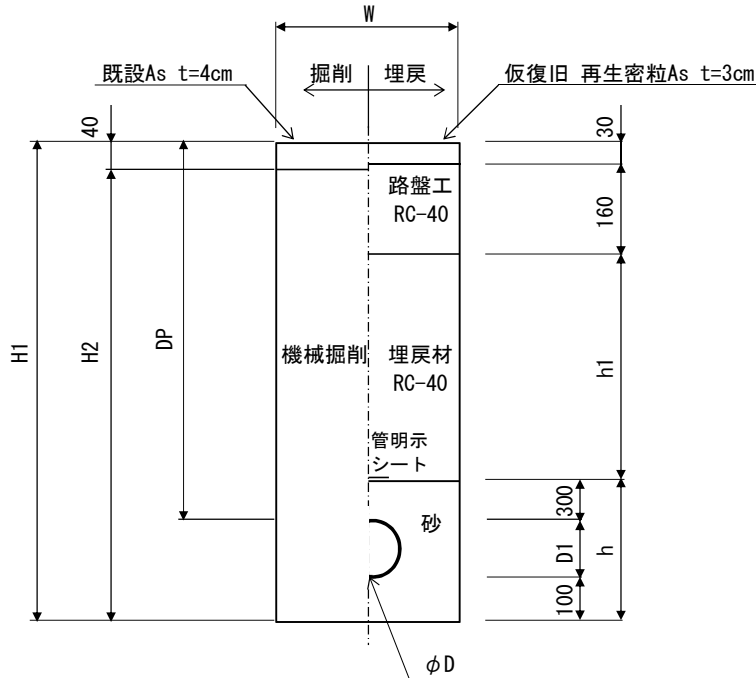 W
既設As t=4cm
掘削
埋戻
仮復旧 再生密粒As t=3cm
40
30
路盤工
RC-40
160
H1
H2
DP
機械掘削
埋戻材
RC-40
h1
管明示
シート
300
砂
D1
h
100
φD